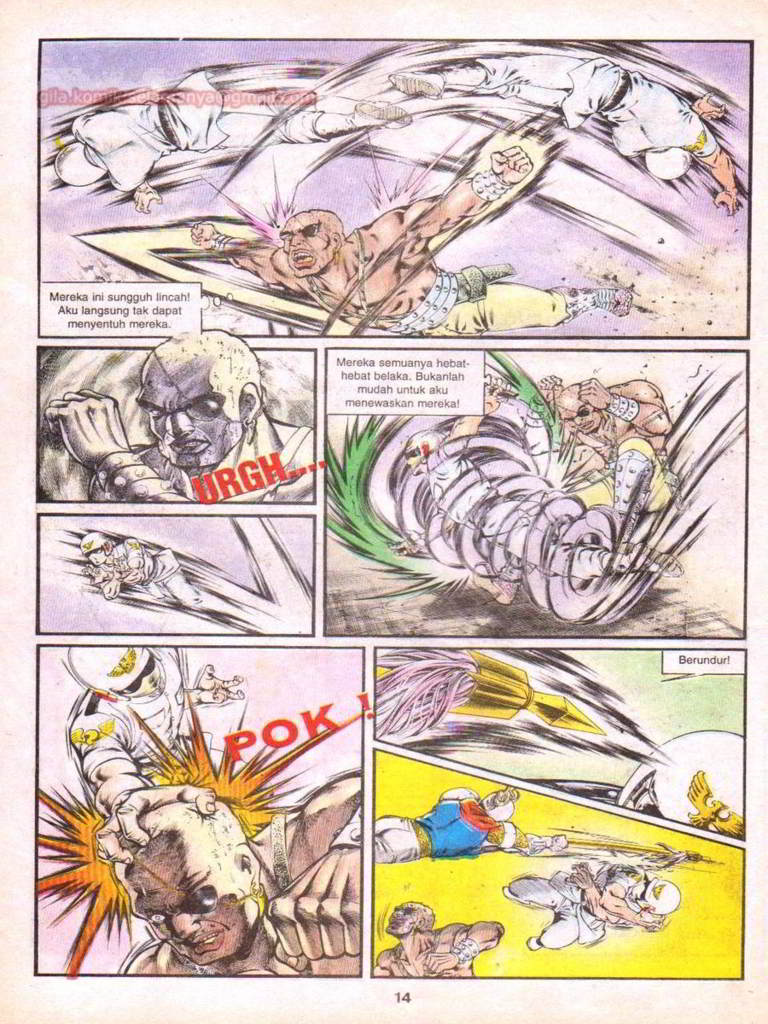 Mereka ini sungguh lincah!
Aku langsung tak dapat
menyentuh mereka.
URGH....
Mereka semuanya hebat-
hebat belaka. Bukanlah
mudah untuk aku
menewaskan mereka!
POK!
Berundur!
14